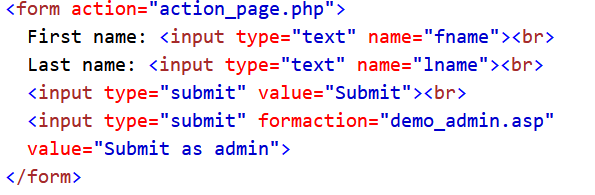 <form action="action_page.php">
First name: <input type="text" name="fname"><br>
Last name: <input type="text" name="lname"><br>
<input type="submit" value="Submit"><br>
<input type="submit" formaction="demo_admin.asp"
value="Submit as admin">
</form>